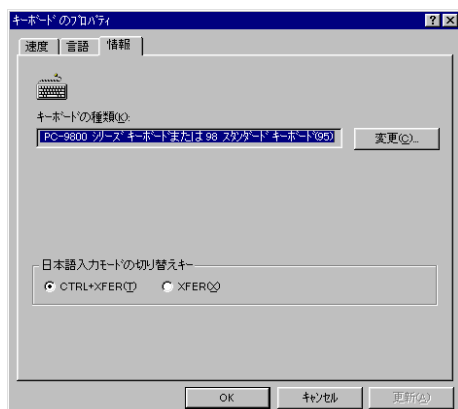 キーボードのプロパティ
速度 言語 情報
キーボードの種類(K):
PC-9800 シリーズ キーボードまたは 98 スタンダード キーボード(95)
変更(C)...
日本語入力モードの切り替えキー
CTRL+XFER(T) XFER(X)
OK キャンセル 更新(A)